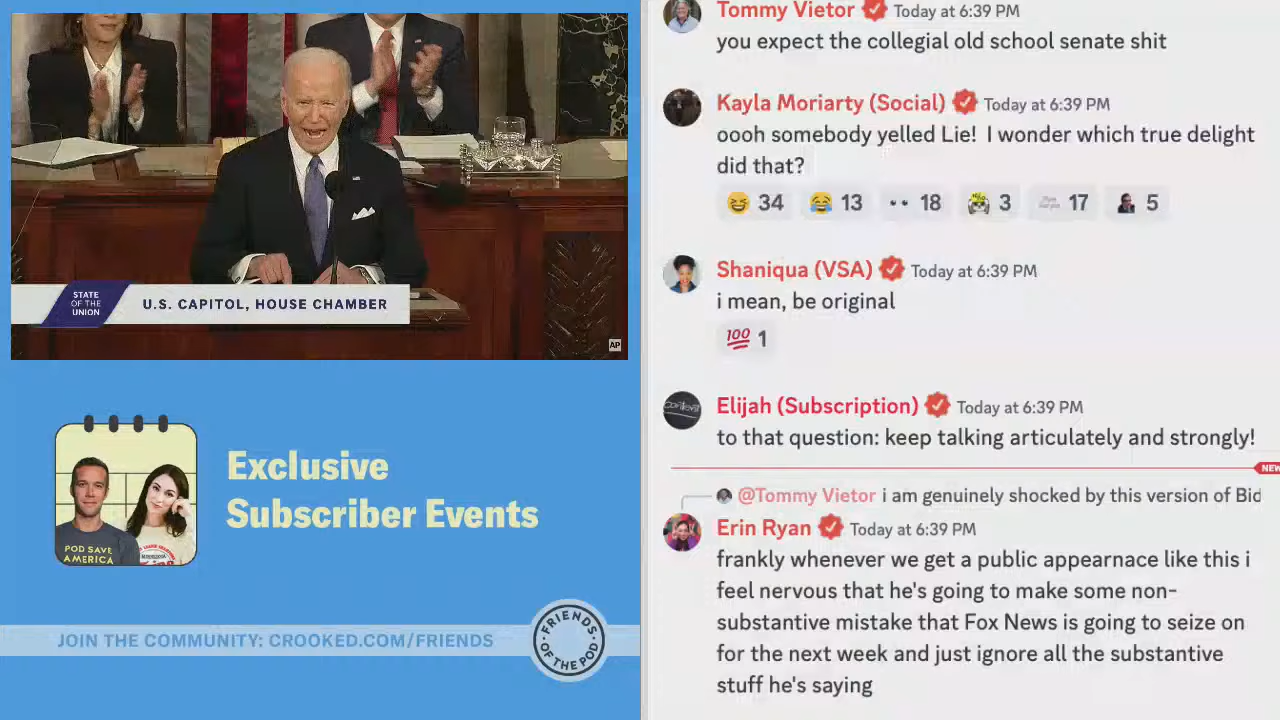 STATE
OF THE
UNION
U.S. CAPITOL, HOUSE CHAMBER
AP
POD SAVE
AMERICA
Exclusive
Subscriber Events
JOIN THE COMMUNITY: CROOKED.COM/FRIENDS
·FRIENDS·
OF THE POD
Tommy Vietor Today at 6:39 PM
you expect the collegial old school senate shit
Kayla Moriarty (Social) Today at 6:39 PM
oooh somebody yelled Lie! I wonder which true delight
did that?
34 13 18 3 17 5
Shaniqua (VSA) Today at 6:39 PM
i mean, be original
100 1
content
Elijah (Subscription) Today at 6:39 PM
to that question: keep talking articulately and strongly!
NEW
@Tommy Vietor i am genuinely shocked by this version of Bid
Erin Ryan Today at 6:39 PM
frankly whenever we get a public appearnace like this i
feel nervous that he's going to make some non-
substantive mistake that Fox News is going to seize on
for the next week and just ignore all the substantive
stuff he's saying